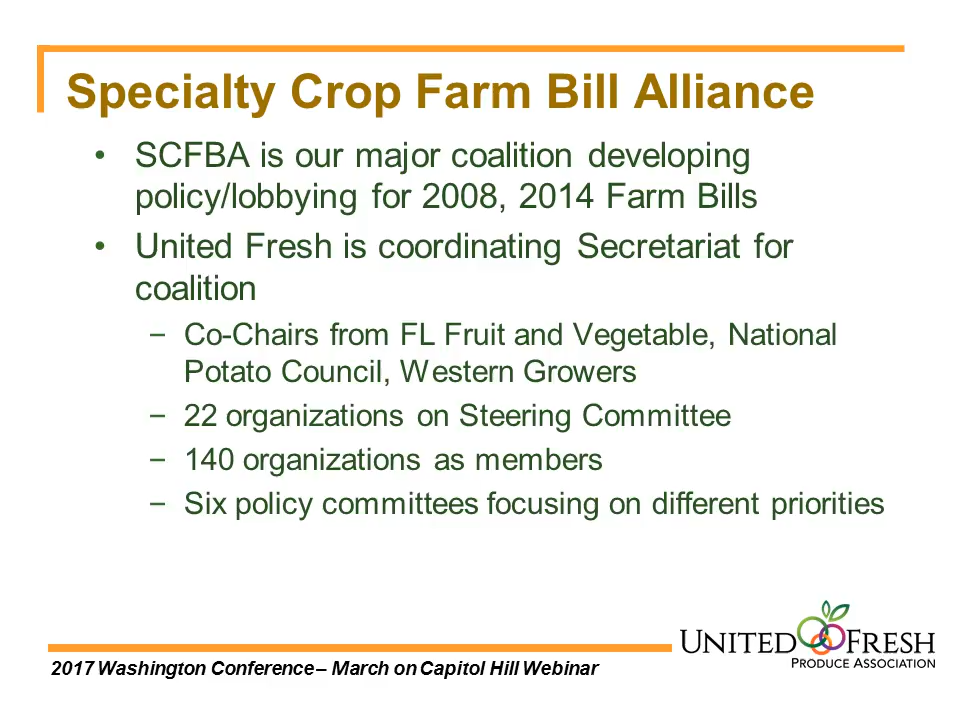 Specialty Crop Farm Bill Alliance
• SCFBA is our major coalition developing
policy/lobbying for 2008, 2014 Farm Bills
• United Fresh is coordinating Secretariat for
coalition
− Co-Chairs from FL Fruit and Vegetable, National
Potato Council, Western Growers
− 22 organizations on Steering Committee
− 140 organizations as members
− Six policy committees focusing on different priorities
UNITED FRESH
PRODUCE ASSOCIATION
2017 Washington Conference – March on Capitol Hill Webinar